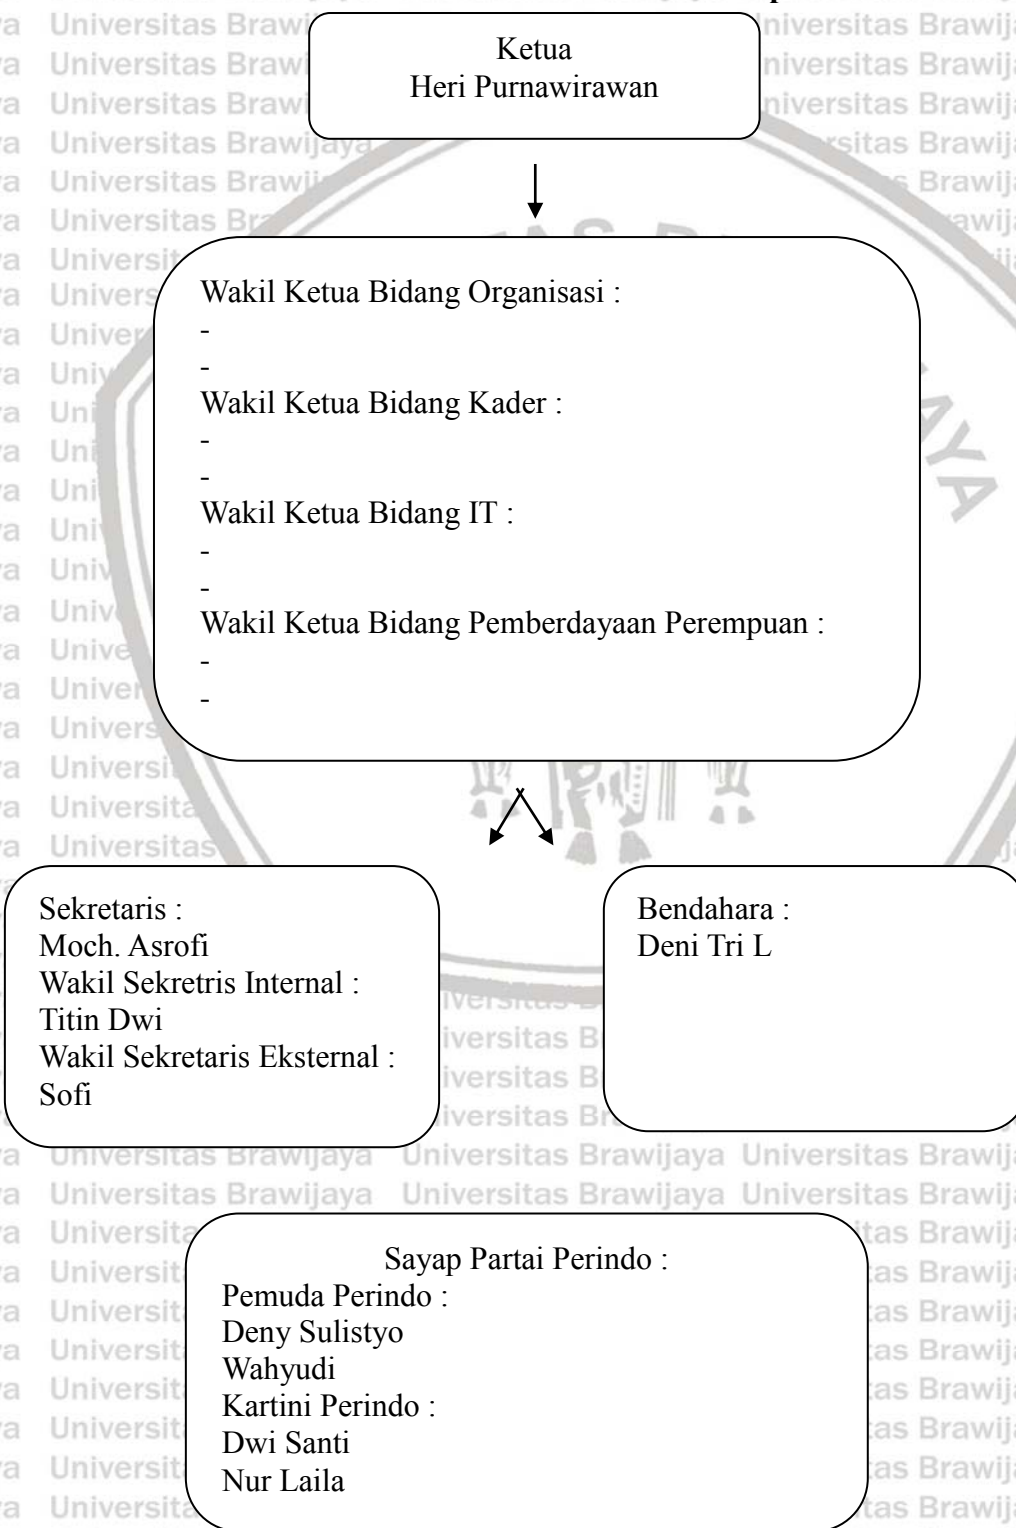 Ketua
Heri Purnawirawan
Wakil Ketua Bidang Organisasi :
-
-
Wakil Ketua Bidang Kader :
-
-
Wakil Ketua Bidang IT :
-
-
Wakil Ketua Bidang Pemberdayaan Perempuan :
-
-
Sekretaris :
Moch. Asrofi
Wakil Sekretris Internal :
Titin Dwi
Wakil Sekretaris Eksternal :
Sofi
Bendahara :
Deni Tri L
Sayap Partai Perindo :
Pemuda Perindo :
Deny Sulistyo
Wahyudi
Kartini Perindo :
Dwi Santi
Nur Laila